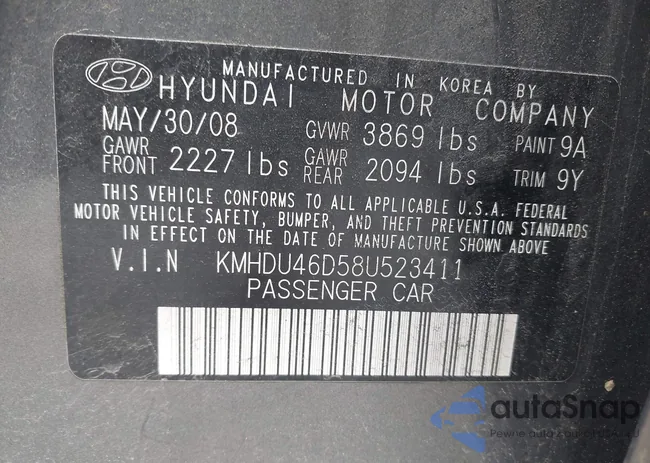 MANUFACTURED IN KOREA BY
HYUNDAI MOTOR COMPANY
MAY/30/08 GVWR 3869 lbs PAINT 9A
GAWR FRONT 2227 lbs GAWR REAR 2094 lbs TRIM 9Y
THIS VEHICLE CONFORMS TO ALL APPLICABLE U.S.A. FEDERAL
MOTOR VEHICLE SAFETY, BUMPER, AND THEFT PREVENTION STANDARDS
IN EFFECT ON THE DATE OF MANUFACTURE SHOWN ABOVE
V.I.N KMHDU46D58U523411
PASSENGER CAR
autaSnap